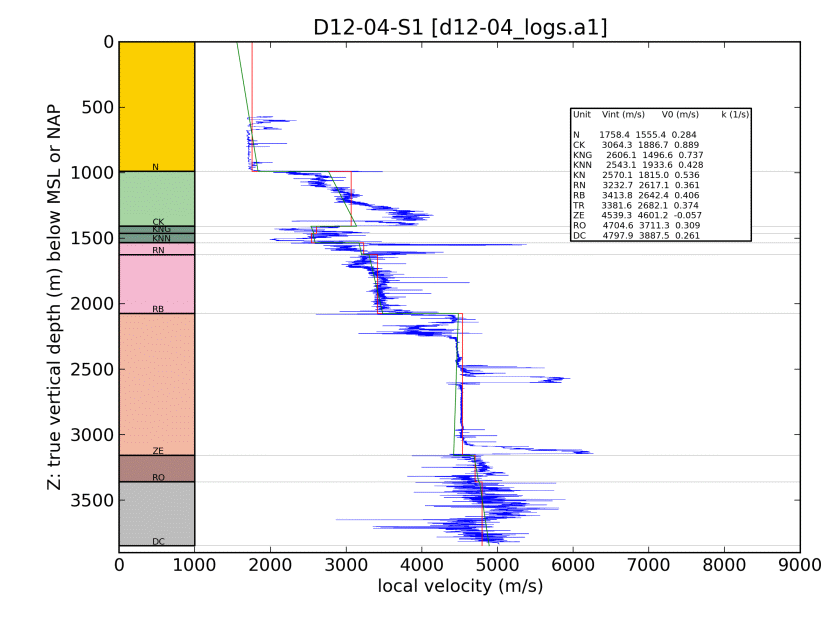 D12-04-S1 [d12-04_logs.a1]
Z: true vertical depth (m) below MSL or NAP
0
500
1000
1500
2000
2500
3000
3500
N
CK
KNG
KNN
RN
RB
ZE
RO
DC
Unit Vint (m/s) V0 (m/s) k (1/s)
N 1758.4 1555.4 0.284
CK 3064.3 1886.7 0.889
KNG 2606.1 1496.6 0.737
KNN 2543.1 1933.6 0.428
KN 2570.1 1815.0 0.536
RN 3232.7 2617.1 0.361
RB 3413.8 2642.4 0.406
TR 3381.6 2682.1 0.374
ZE 4539.3 4601.2 -0.057
RO 4704.6 3711.3 0.309
DC 4797.9 3887.5 0.261
0 1000 2000 3000 4000 5000 6000 7000 8000 9000
local velocity (m/s)